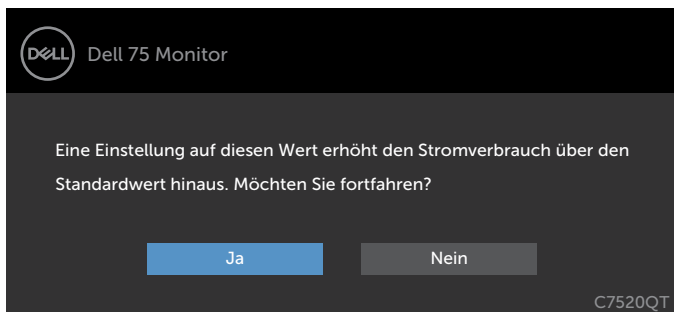 DELL Dell 75 Monitor
Eine Einstellung auf diesen Wert erhöht den Stromverbrauch über den
Standardwert hinaus. Möchten Sie fortfahren?
Ja Nein
C7520QT